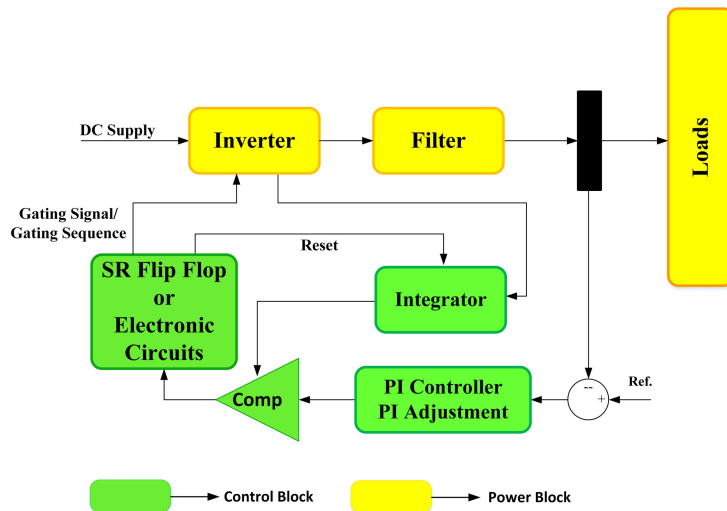 DC Supply
Inverter
Filter
Loads
Gating Signal/
Gating Sequence
Reset
SR Flip Flop
or
Electronic
Circuits
Integrator
Comp
PI Controller
PI Adjustment
--
+
Ref.
Control Block
Power Block